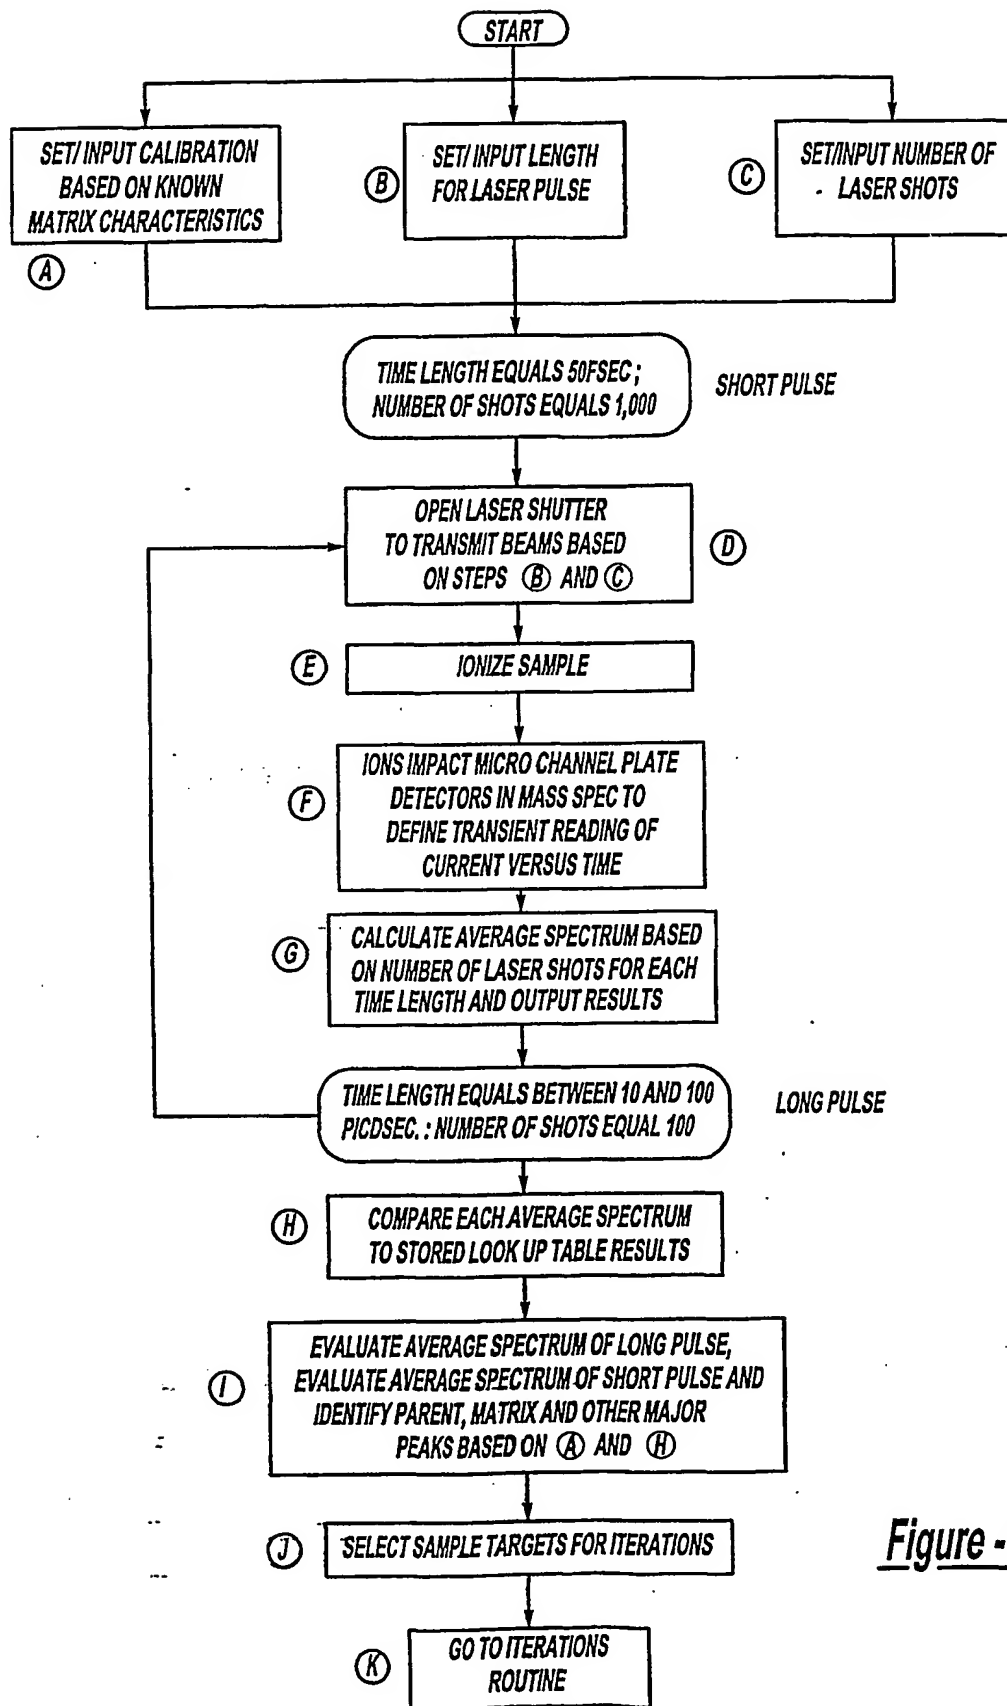 START
SET/ INPUT CALIBRATION
BASED ON KNOWN
MATRIX CHARACTERISTICS
A
B
SET/ INPUT LENGTH
FOR LASER PULSE
C
SET/INPUT NUMBER OF
LASER SHOTS
TIME LENGTH EQUALS 50FSEC;
NUMBER OF SHOTS EQUALS 1,000
SHORT PULSE
OPEN LASER SHUTTER
TO TRANSMIT BEAMS BASED
ON STEPS B AND C
D
E
IONIZE SAMPLE
F
IONS IMPACT MICRO CHANNEL PLATE
DETECTORS IN MASS SPEC TO
DEFINE TRANSIENT READING OF
CURRENT VERSUS TIME
G
CALCULATE AVERAGE SPECTRUM BASED
ON NUMBER OF LASER SHOTS FOR EACH
TIME LENGTH AND OUTPUT RESULTS
TIME LENGTH EQUALS BETWEEN 10 AND 100
PICDSEC. : NUMBER OF SHOTS EQUAL 100
LONG PULSE
H
COMPARE EACH AVERAGE SPECTRUM
TO STORED LOOK UP TABLE RESULTS
I
EVALUATE AVERAGE SPECTRUM OF LONG PULSE,
EVALUATE AVERAGE SPECTRUM OF SHORT PULSE AND
IDENTIFY PARENT, MATRIX AND OTHER MAJOR
PEAKS BASED ON A AND H
J
SELECT SAMPLE TARGETS FOR ITERATIONS
Figure -
K
GO TO ITERATIONS
ROUTINE